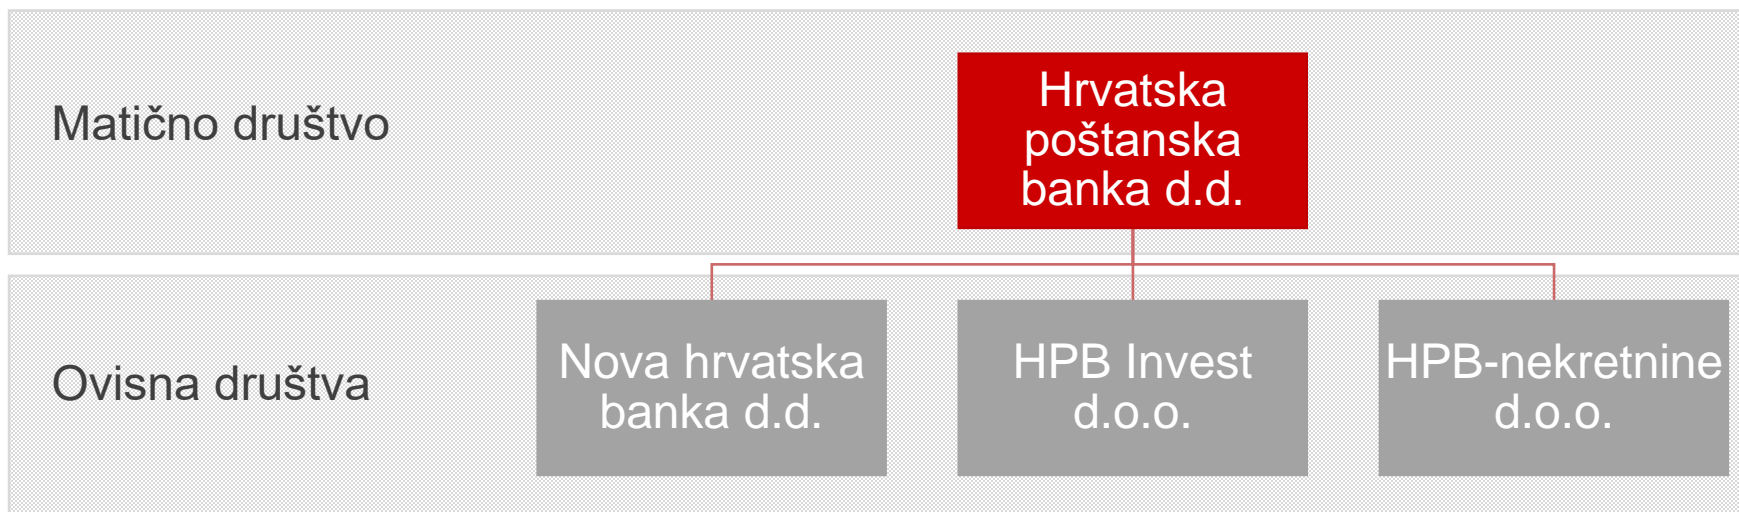 Matično društvo
Hrvatska
poštanska
banka d.d.
Ovisna društva
Nova hrvatska
banka d.d.
HPB Invest
d.o.o.
HPB-nekretnine
d.o.o.